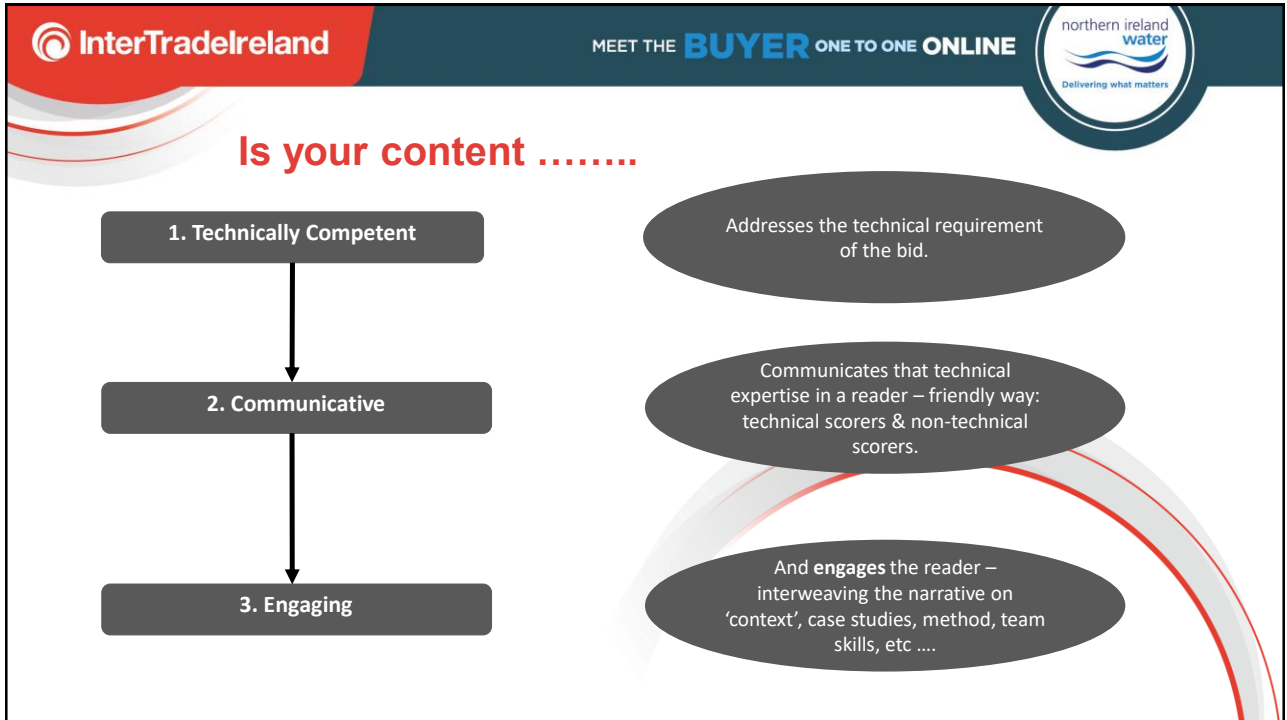 InterTradeIreland
MEET THE BUYER ONE TO ONE ONLINE
northern ireland
water
Delivering what matters
Is your content ……..
1. Technically Competent
Addresses the technical requirement
of the bid.
2. Communicative
Communicates that technical
expertise in a reader – friendly way:
technical scorers & non-technical
scorers.
3. Engaging
And engages the reader –
interweaving the narrative on
‘context’, case studies, method, team
skills, etc ….